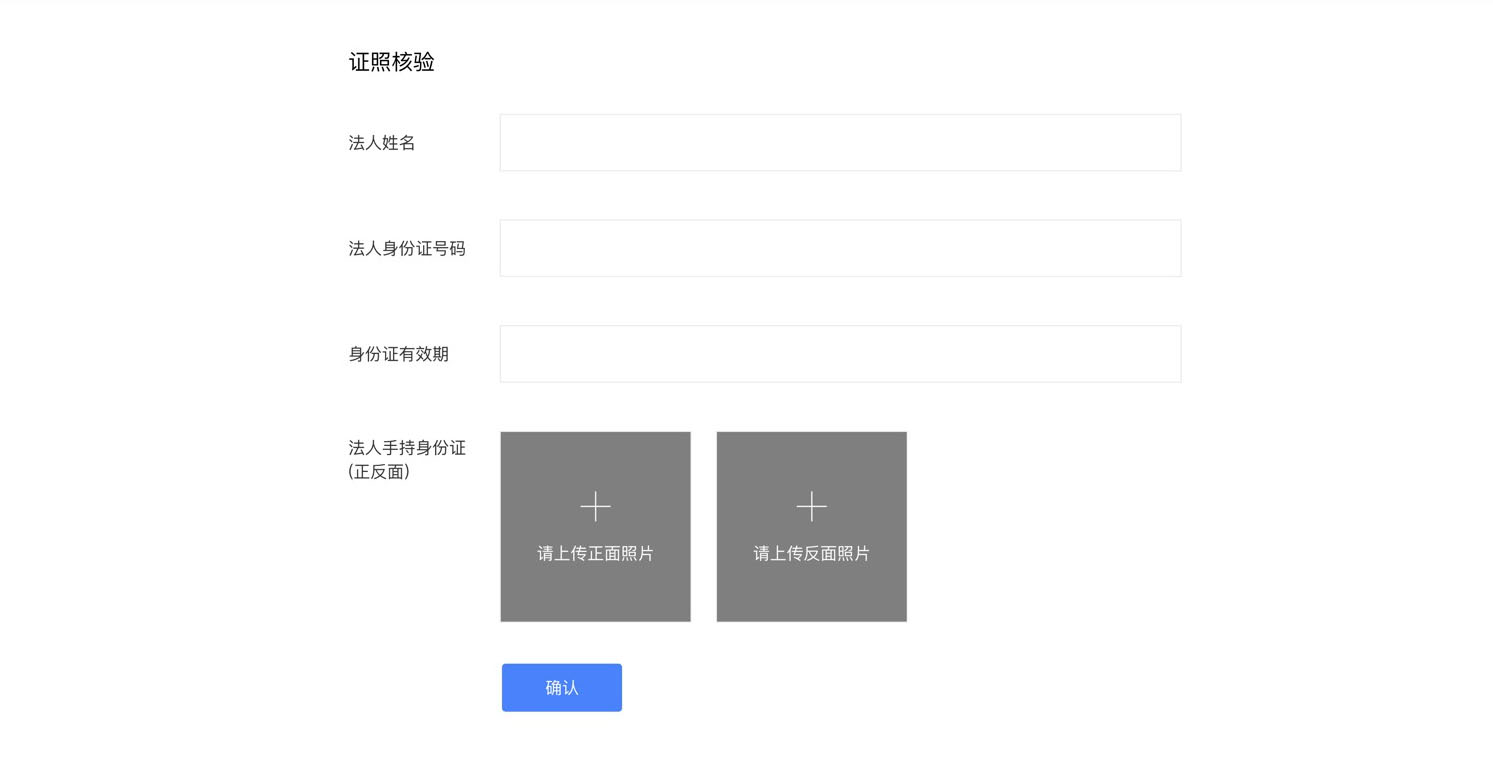 证照核验
法人姓名
法人身份证号码
身份证有效期
法人手持身份证
(正反面)
请上传正面照片
请上传反面照片
确认